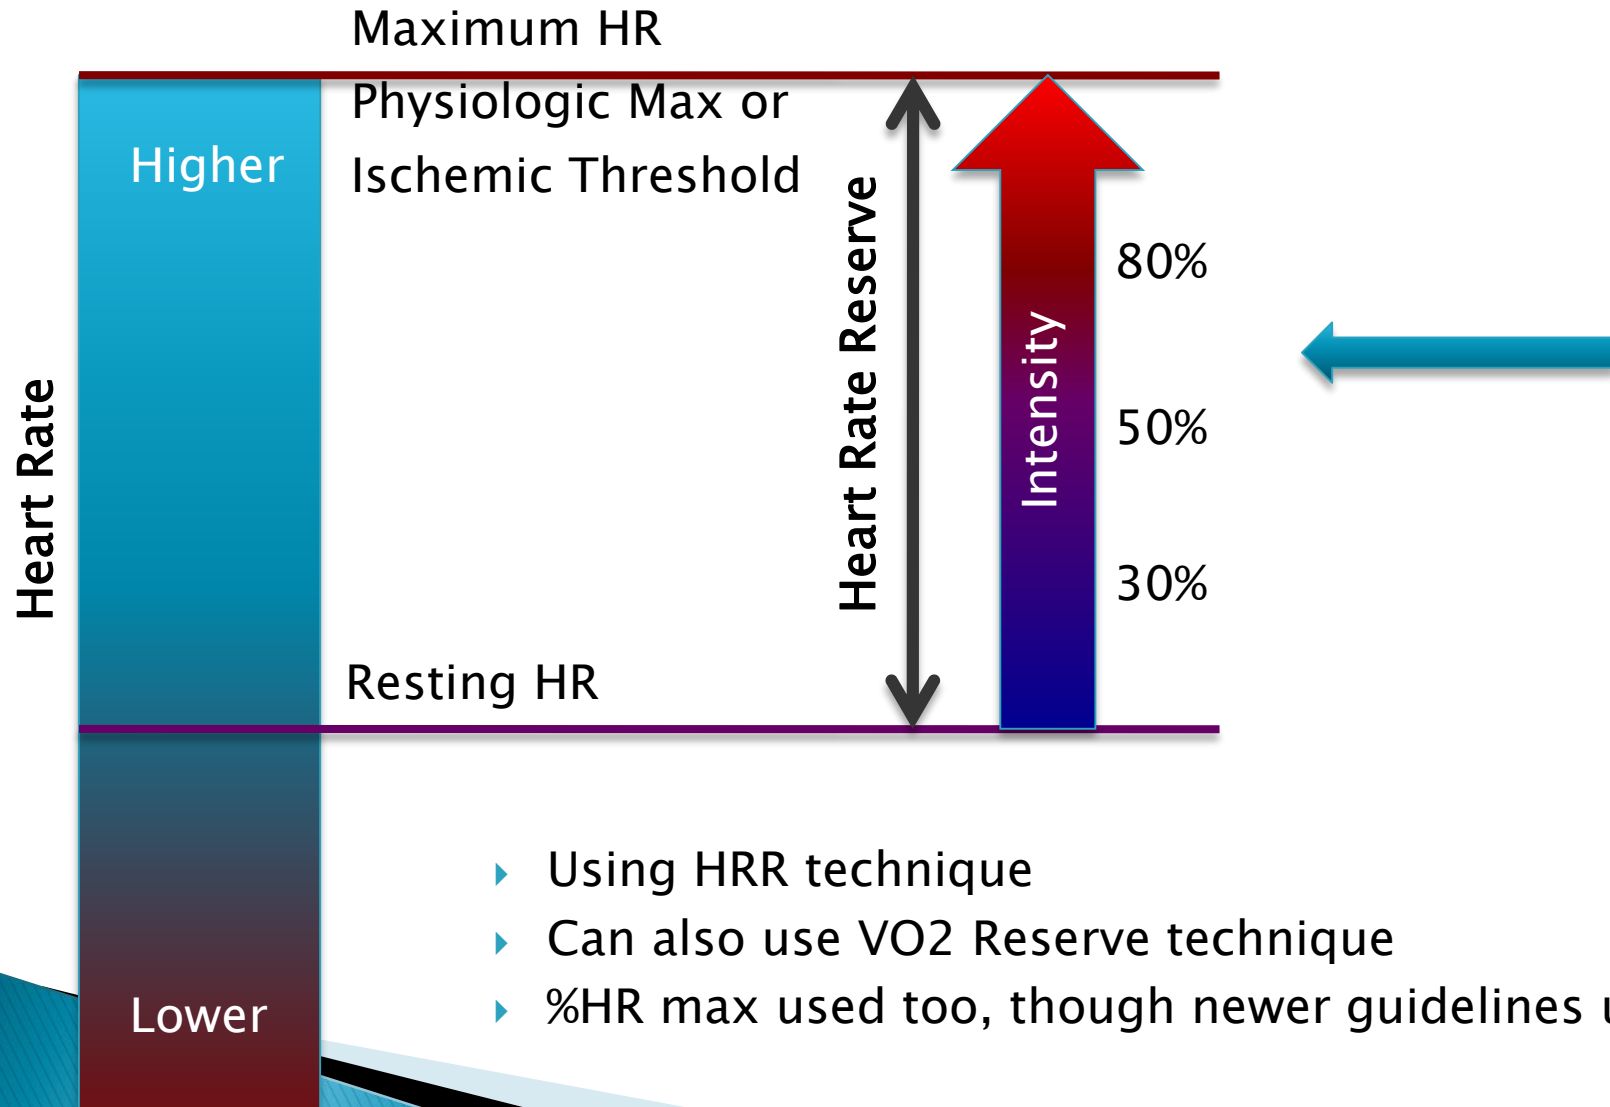 Maximum HR
Physiologic Max or
Ischemic Threshold
Higher
Heart Rate
Heart Rate Reserve
Intensity
80%
50%
30%
Resting HR
Lower
Using HRR technique
Can also use VO2 Reserve technique
%HR max used too, though newer guidelines